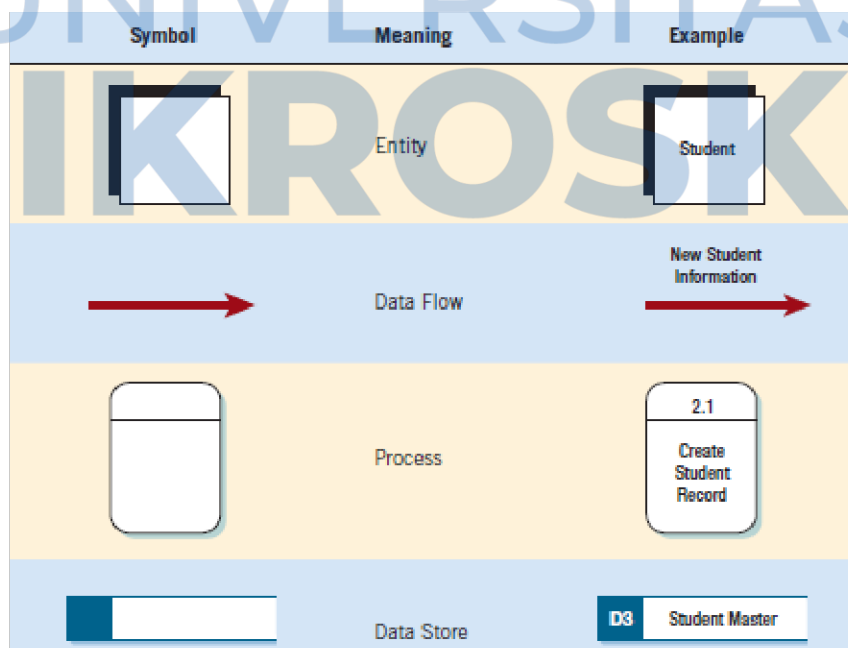 UNIVERSITAS
MIKROSKIL
Symbol Meaning Example
Entity Student
New Student
Information
Data Flow
2.1
Process
Create
Student
Record
D3 Student Master
Data Store